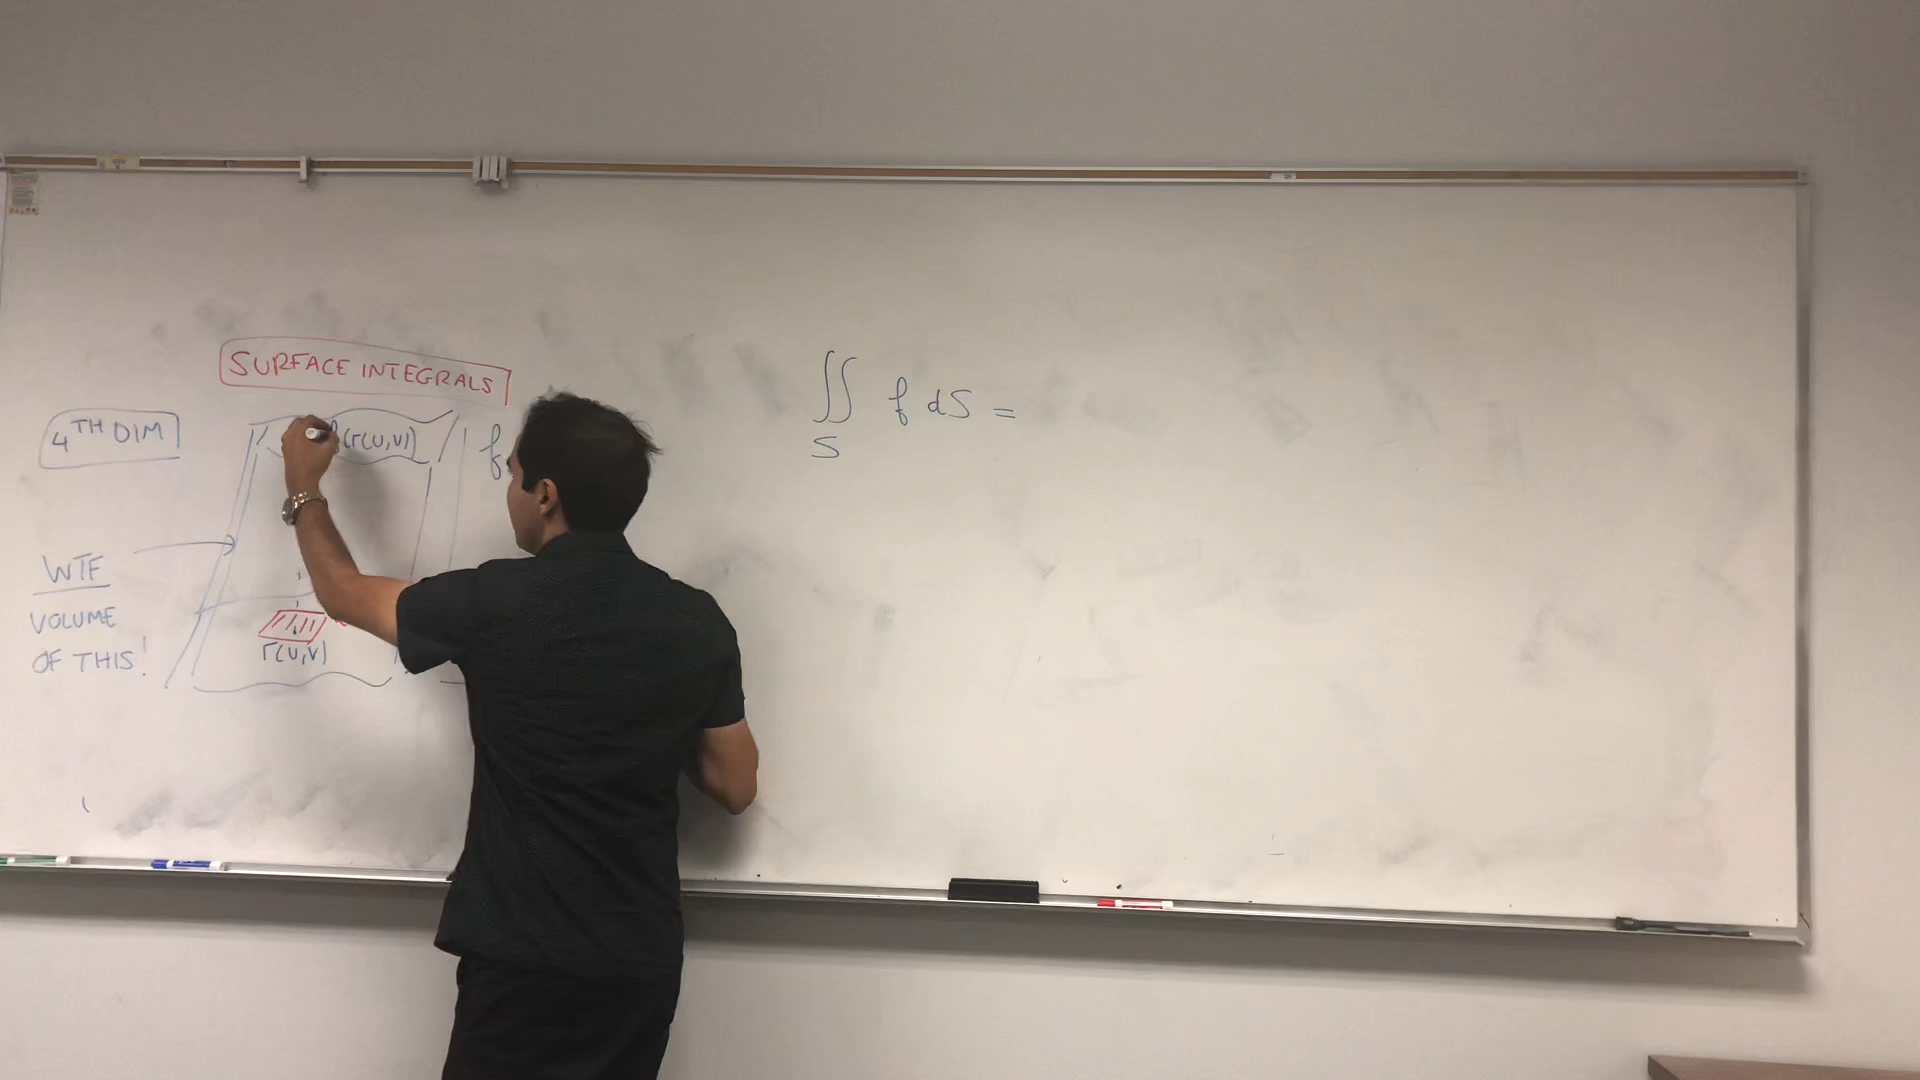 SURFACE INTEGRALS
4TH DIM
(r(u,v))
f
WTF
VOLUME
OF THIS!
r(u,v)
∬ f dS =
S